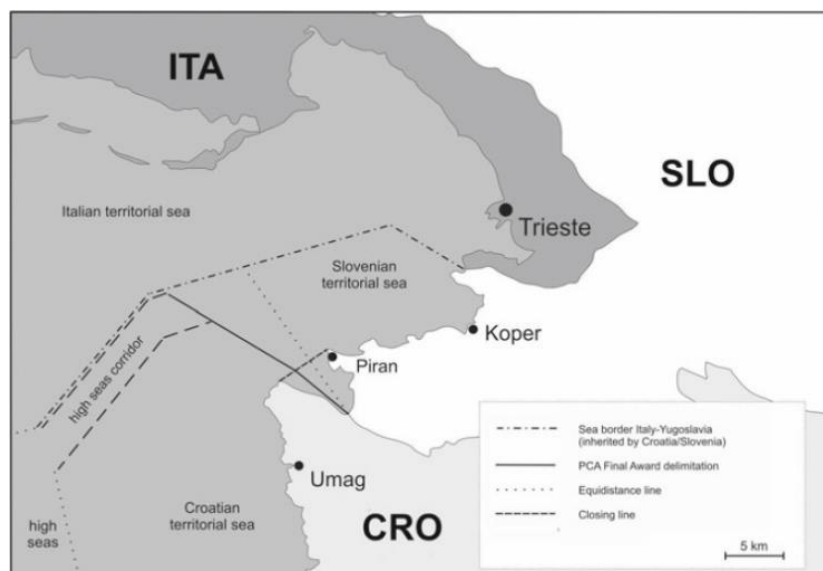 ITA
SLO
Italian territorial sea
Trieste
Slovenian
territorial sea
Koper
Piran
high seas corridor
Umag
Croatian
territorial sea
CRO
high
seas
Sea border Italy-Yugoslavia
(inherited by Croatia/Slovenia)
PCA Final Award delimitation
Equidistance line
Closing line
5 km